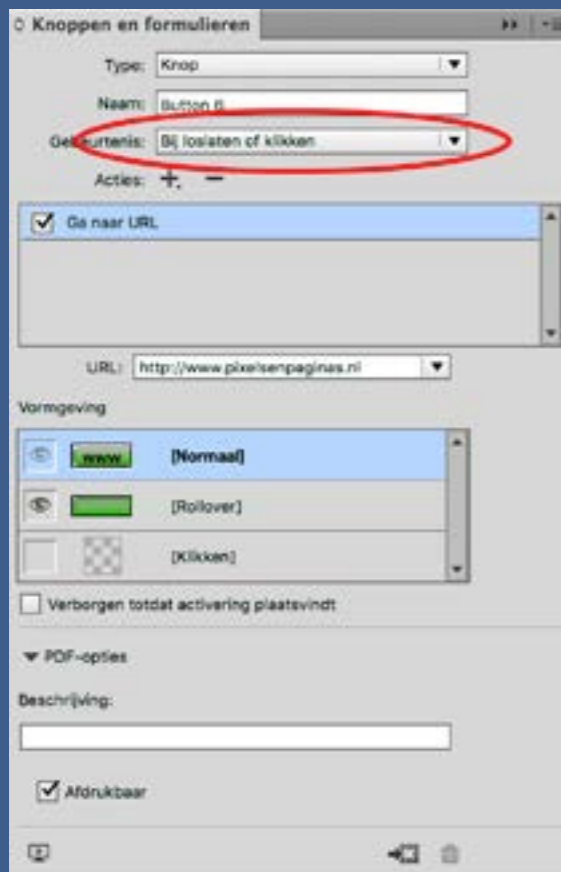 Knoppen en formulieren
Type: Knop
Naam: Button 6
Gebeurtenis: Bij loslaten of klikken
Acties:
Ga naar URL
URL: http://www.pixelsenpaginas.nl
Vormgeving
www [Normaal]
[Rollover]
[Klikken]
Verborgen totdat activering plaatsvindt
PDF-opties
Beschrijving:
Afdrukbaar